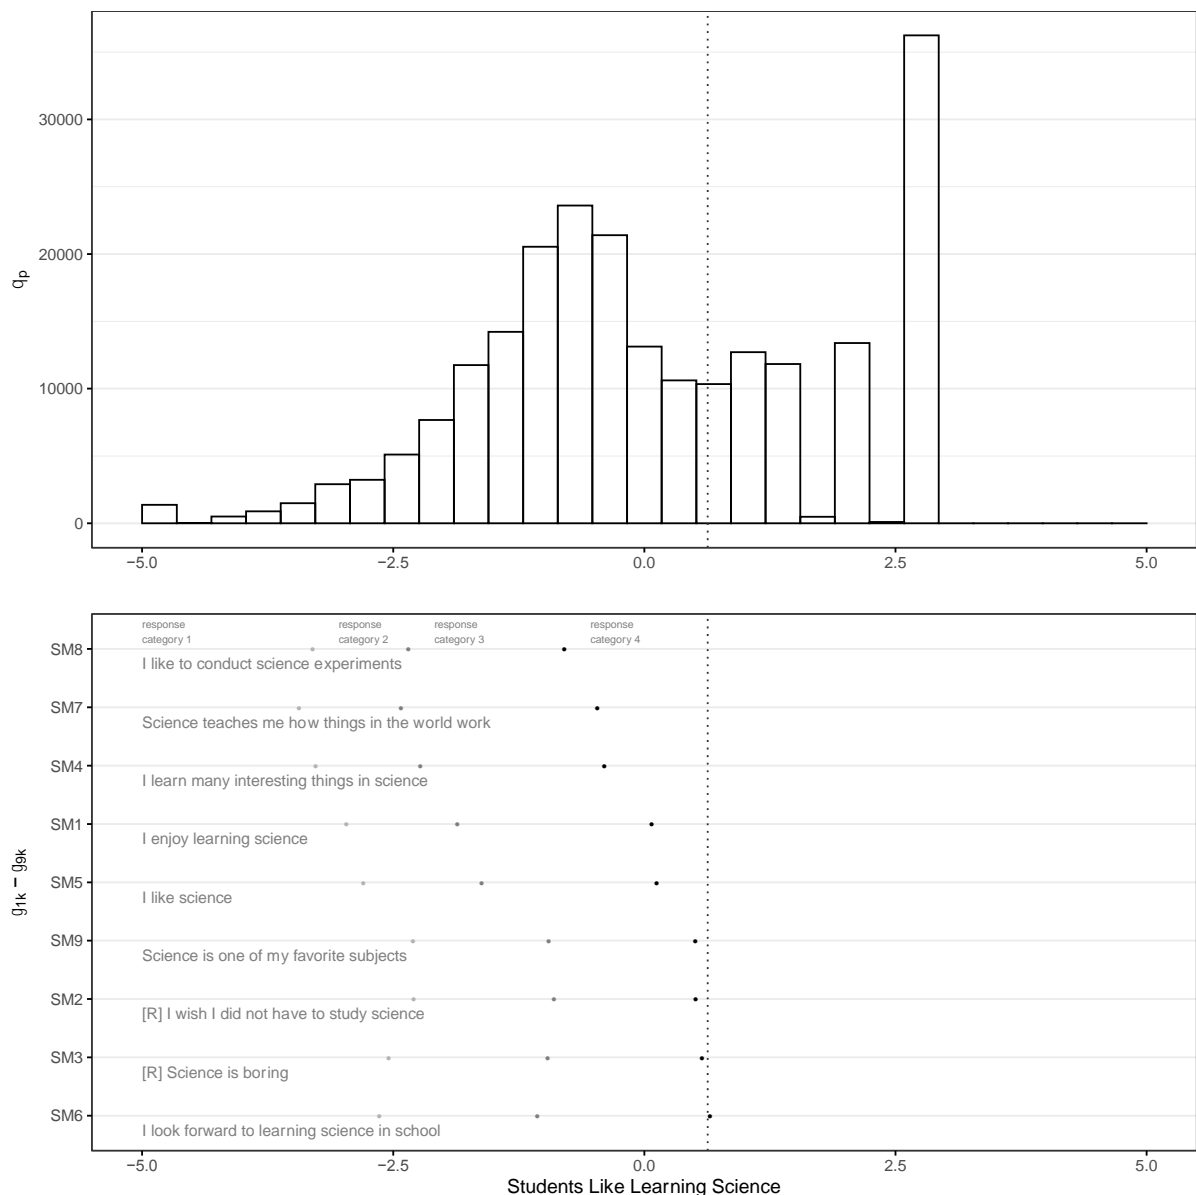 30000
20000
10000
0
qp
−5.0 −2.5 0.0 2.5 5.0
response category 1
response category 2
response category 3
response category 4
SM8
I like to conduct science experiments
SM7
Science teaches me how things in the world work
SM4
I learn many interesting things in science
SM1
I enjoy learning science
SM5
I like science
SM9
Science is one of my favorite subjects
SM2
[R] I wish I did not have to study science
SM3
[R] Science is boring
SM6
I look forward to learning science in school
g1k − g9k
−5.0 −2.5 0.0 2.5 5.0
Students Like Learning Science